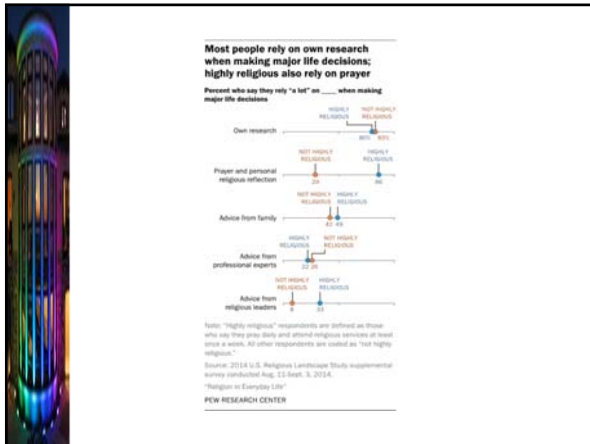 Most people rely on own research
when making major life decisions;
highly religious also rely on prayer
Percent who say they rely "a lot" on ____ when making
major life decisions
HIGHLY RELIGIOUS
NOT HIGHLY RELIGIOUS
Own research
80% 83%
NOT HIGHLY RELIGIOUS
HIGHLY RELIGIOUS
Prayer and personal
religious reflection
86
NOT HIGHLY RELIGIOUS
HIGHLY RELIGIOUS
Advice from family
49
HIGHLY RELIGIOUS
NOT HIGHLY RELIGIOUS
Advice from
professional experts
22
NOT HIGHLY RELIGIOUS
HIGHLY RELIGIOUS
Advice from
religious leaders
Note: "Highly religious" respondents are defined as those
who say they pray daily and attend religious services at least
once a week. All other respondents are coded as "not highly
religious."
Source: 2014 U.S. Religious Landscape Study supplemental
survey conducted Aug. 11-Sept. 3, 2014.
"Religion in Everyday Life"
PEW RESEARCH CENTER